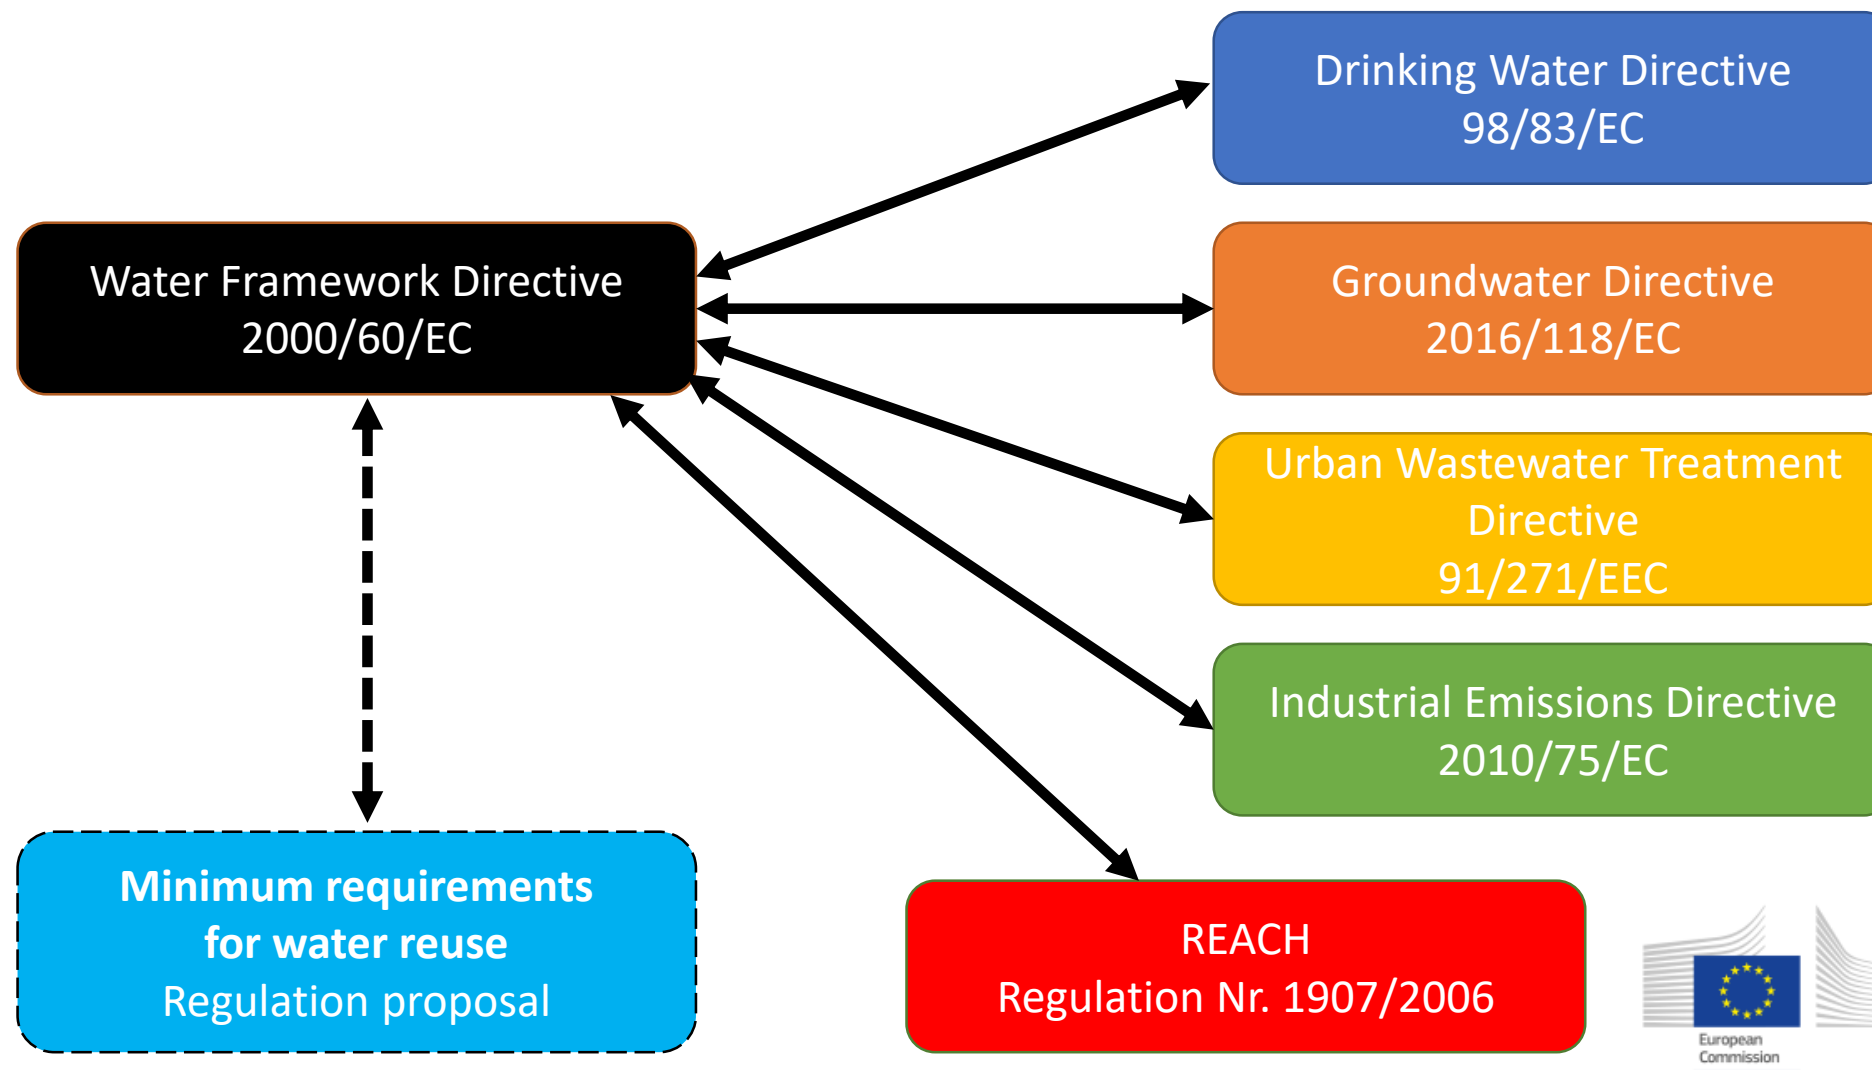 Drinking Water Directive
98/83/EC
Water Framework Directive
2000/60/EC
Groundwater Directive
2016/118/EC
Urban Wastewater Treatment
Directive
91/271/EEC
Industrial Emissions Directive
2010/75/EC
Minimum requirements
for water reuse
Regulation proposal
REACH
Regulation Nr. 1907/2006
European
Commission